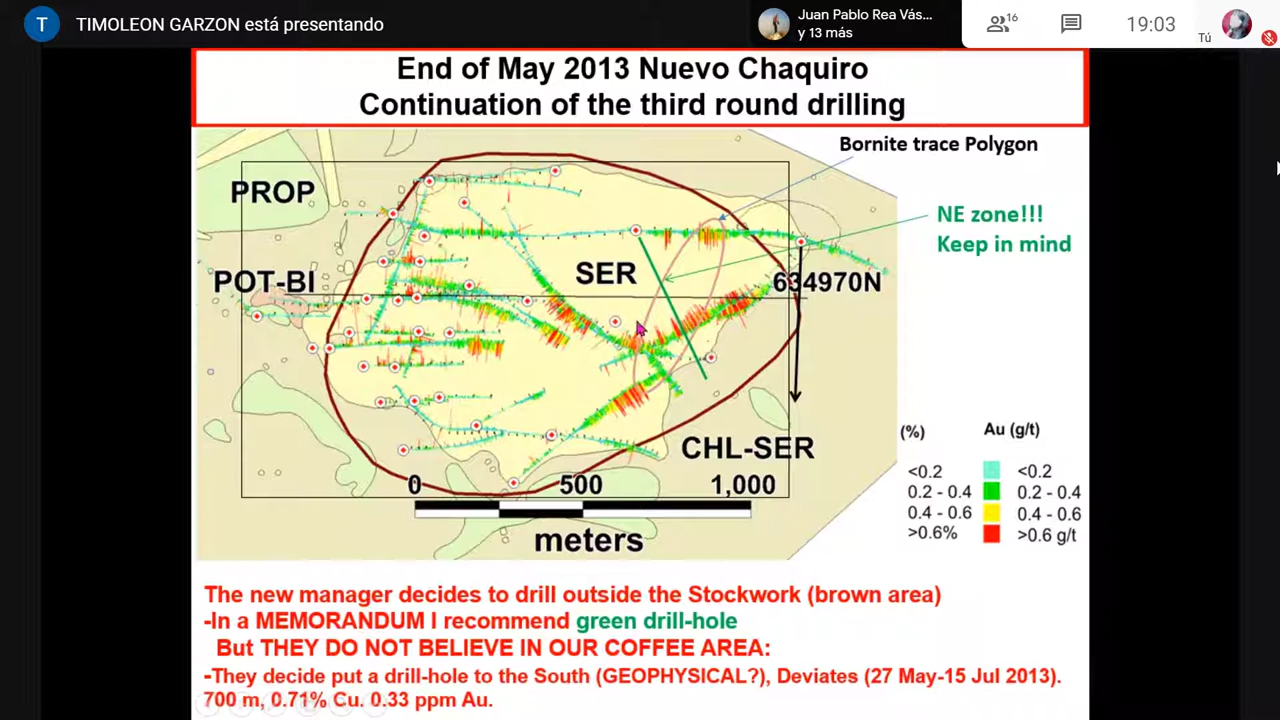 T
TIMOLEON GARZON está presentando
Juan Pablo Rea Vás...
y 13 más
16
19:03
Tú
End of May 2013 Nuevo Chaquiro
Continuation of the third round drilling
Bornite trace Polygon
PROP
NE zone!!!
Keep in mind
SER
POT-BI
634970N
CHL-SER
0 500 1,000
meters
(%) Au (g/t)
<0.2 <0.2
0.2 - 0.4 0.2 - 0.4
0.4 - 0.6 0.4 - 0.6
>0.6% >0.6 g/t
The new manager decides to drill outside the Stockwork (brown area)
-In a MEMORANDUM I recommend green drill-hole
But THEY DO NOT BELIEVE IN OUR COFFEE AREA:
-They decide put a drill-hole to the South (GEOPHYSICAL?), Deviates (27 May-15 Jul 2013).
700 m, 0.71% Cu. 0.33 ppm Au.